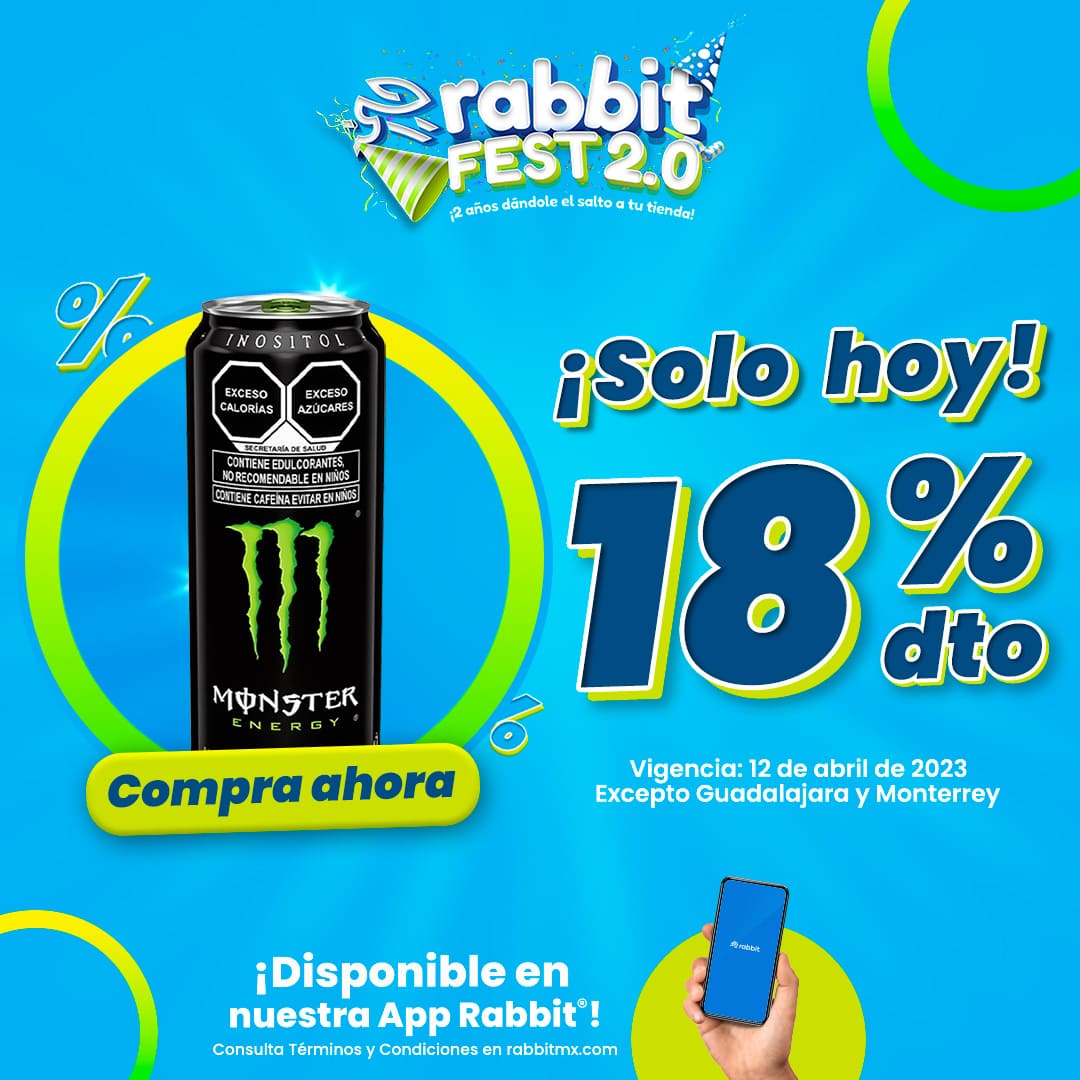 rabbit
FEST 2.0
¡2 años dándole el salto a tu tienda!
%
INOSITOL
EXCESO
CALORÍAS
EXCESO
AZÚCARES
SECRETARÍA DE SALUD
CONTIENE EDULCORANTES,
NO RECOMENDABLE EN NIÑOS
CONTIENE CAFEÍNA EVITAR EN NIÑOS
MONSTER
ENERGY
%
Compra ahora
¡Solo hoy!
18%
dto
Vigencia: 12 de abril de 2023
Excepto Guadalajara y Monterrey
¡Disponible en
nuestra App Rabbit®!
Consulta Términos y Condiciones en rabbitmx.com
rabbit